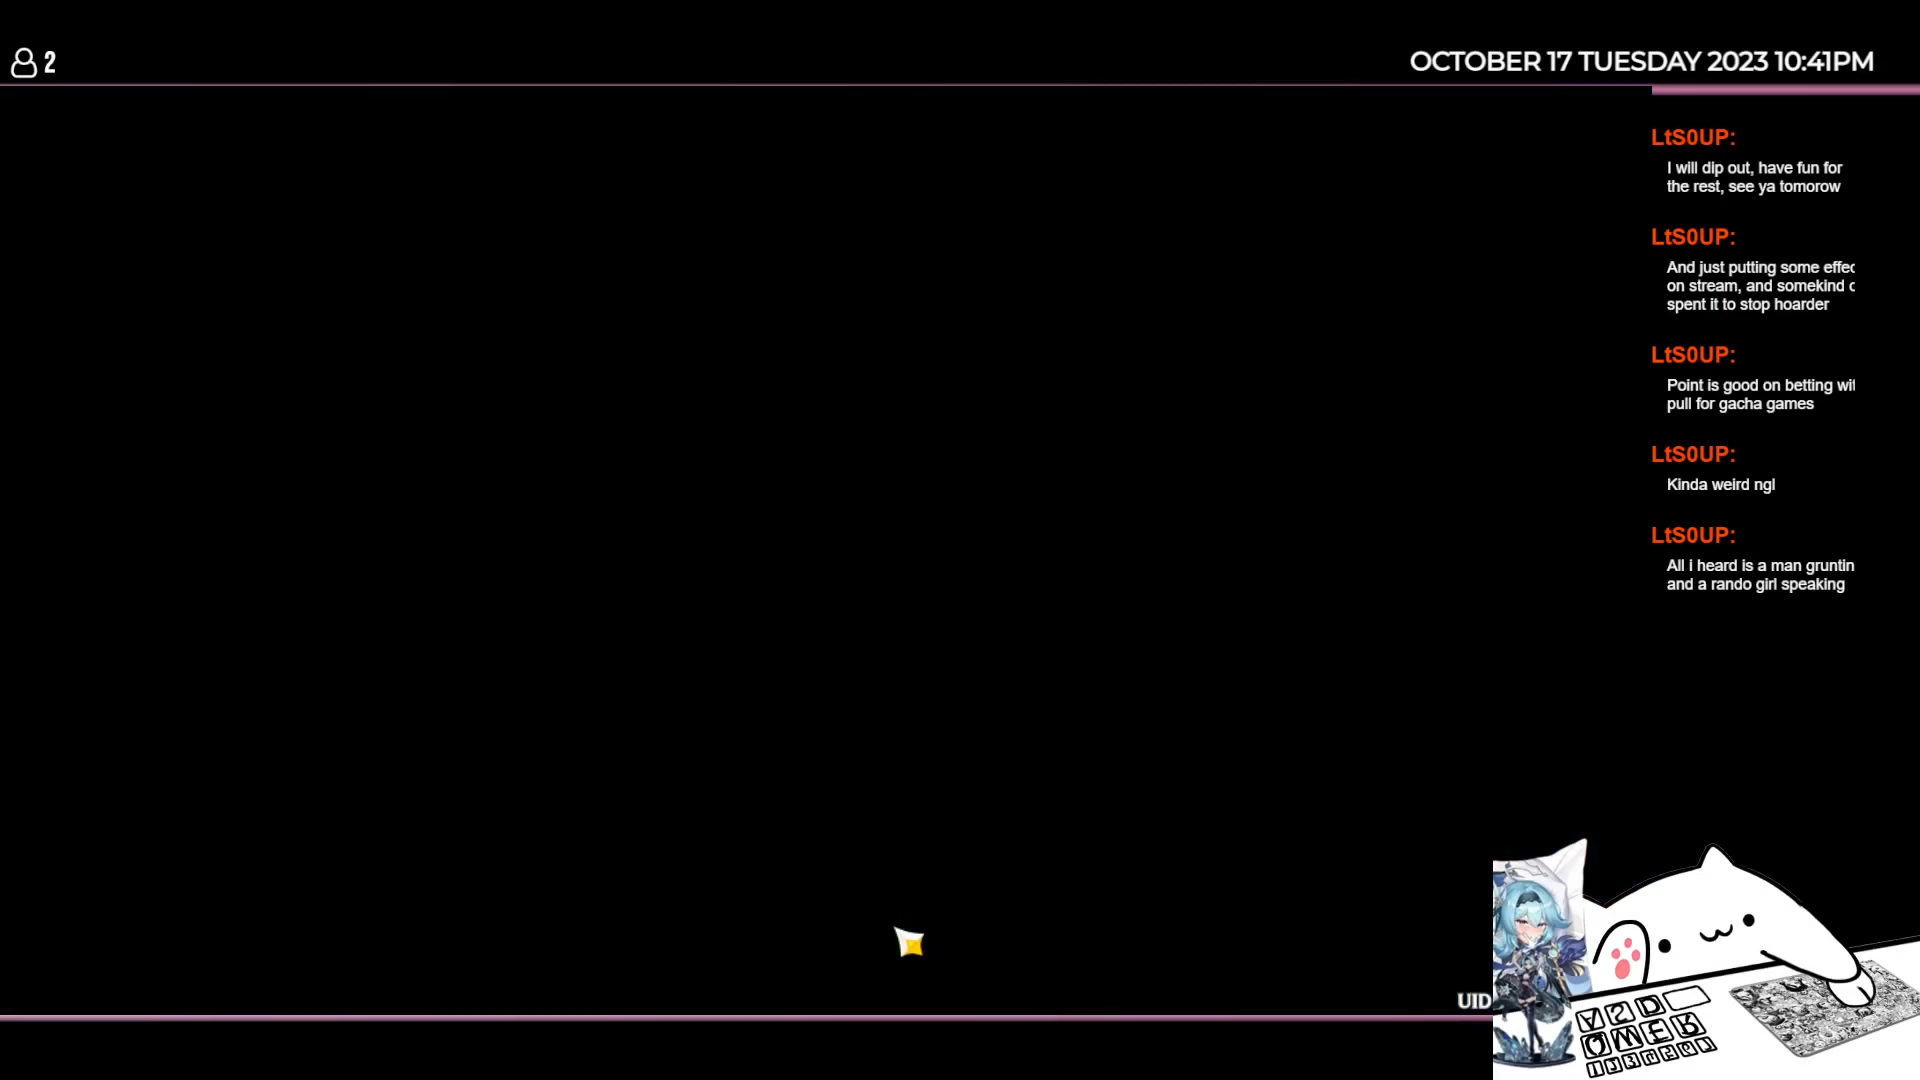 2
OCTOBER 17 TUESDAY 2023 10:41PM
LtS0UP:
I will dip out, have fun for
the rest, see ya tomorow
LtS0UP:
And just putting some effec
on stream, and somekind o
spent it to stop hoarder
LtS0UP:
Point is good on betting wit
pull for gacha games
LtS0UP:
Kinda weird ngl
LtS0UP:
All i heard is a man gruntin
and a rando girl speaking
UID